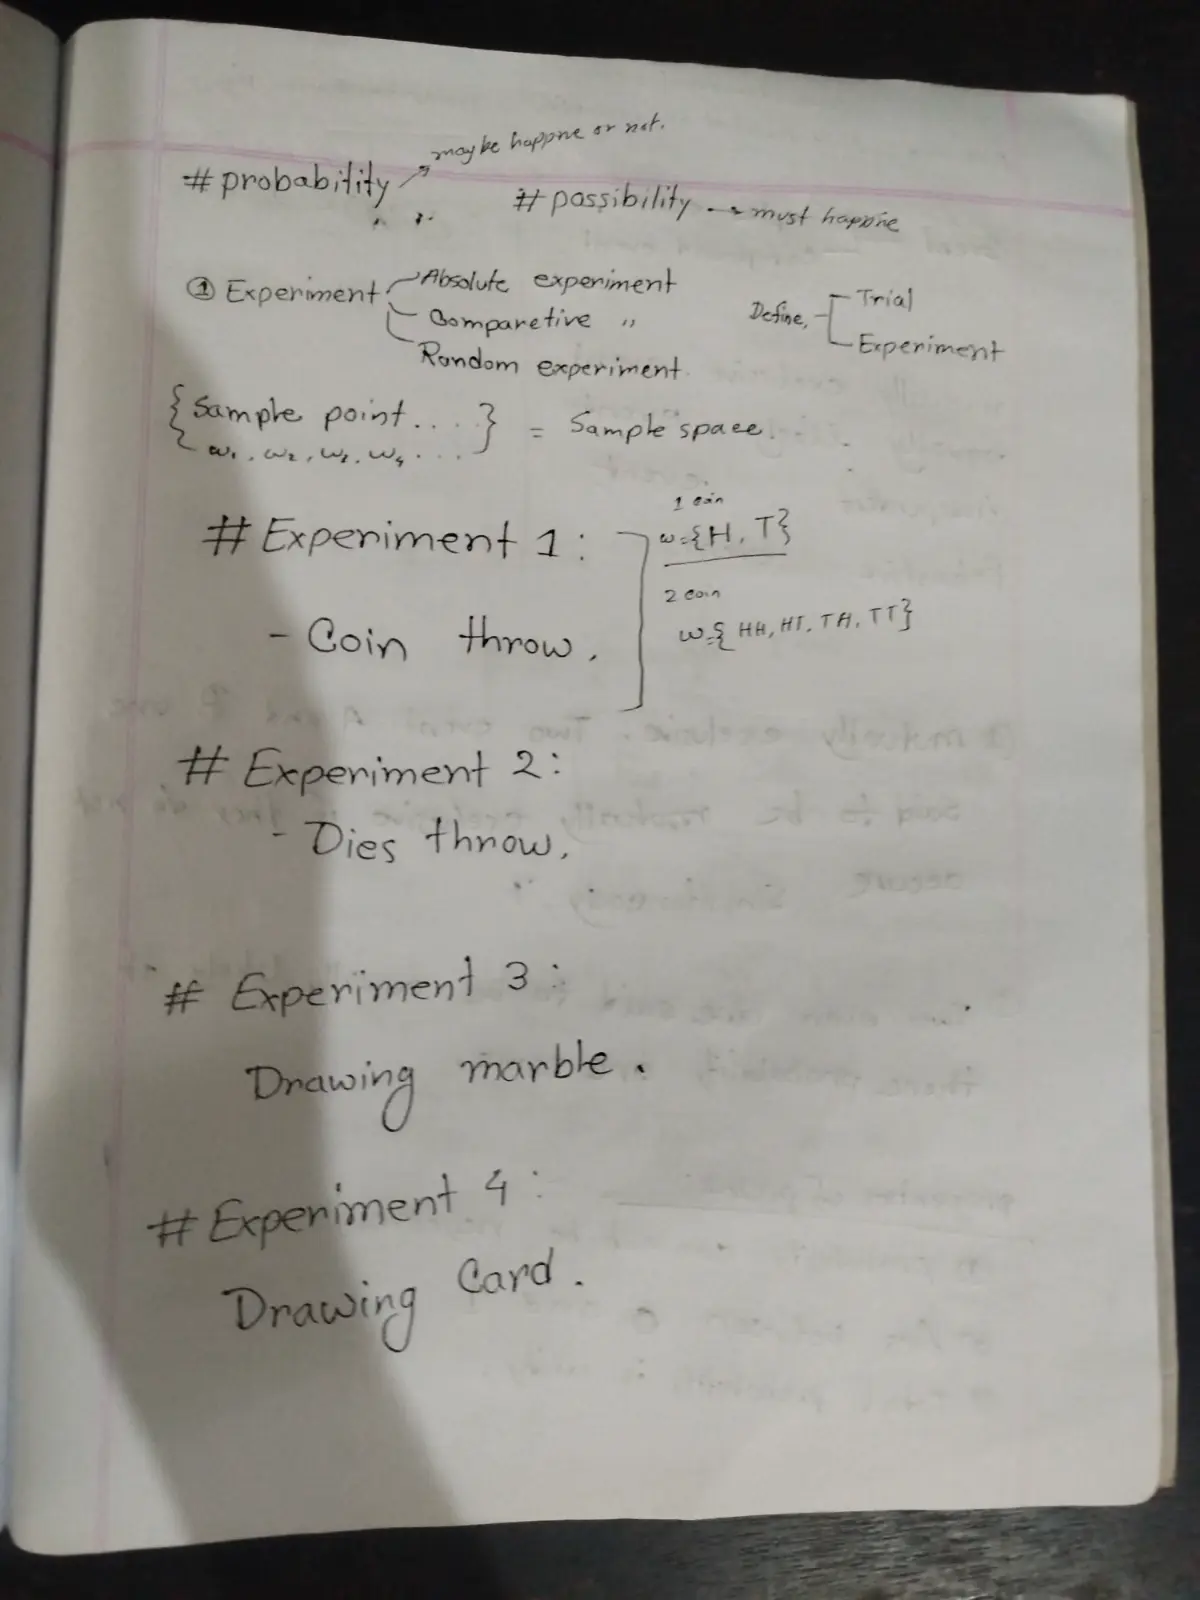 maybe happne or not.
# probability
# possibility → must happne
① Experiment
Absolute experiment
Comparetive "
Random experiment.
Define,
Trial
Experiment
{ Sample point.... } = Sample space.
ω₁, ω₂, ω₃, ω₄ ....
# Experiment 1:
1 coin
ω={H, T}
2 coin
ω={ HH, HT, TH, TT}
- Coin throw.
# Experiment 2:
- Dies throw.
# Experiment 3:
Drawing marble.
# Experiment 4:
Drawing Card.